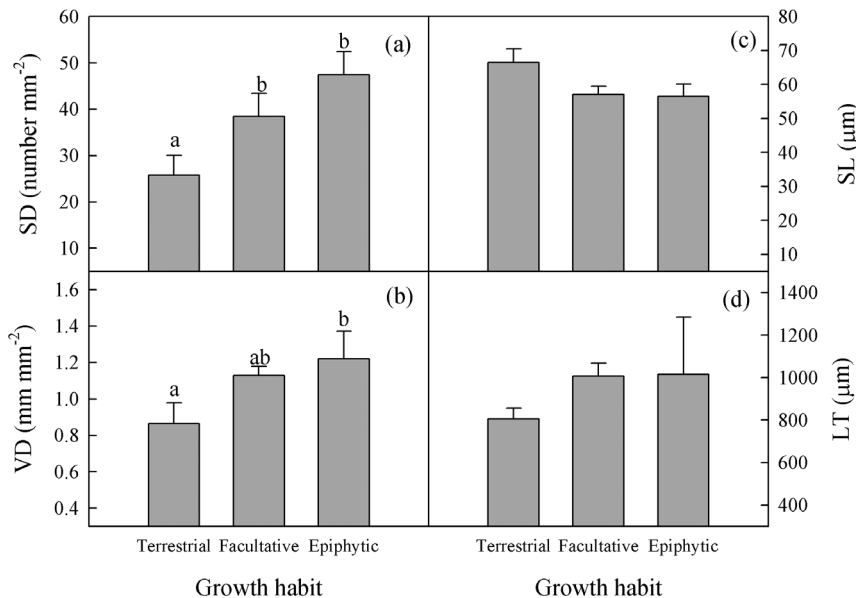 60
50
40
30
20
10
SD (number mm-2)
(a)
a
b
b
(c)
80
70
60
50
40
30
20
10
SL (µm)
1.6
1.4
1.2
1.0
0.8
0.6
0.4
VD (mm mm-2)
(b)
a
ab
b
(d)
1400
1200
1000
800
600
400
LT (µm)
Terrestrial Facultative Epiphytic
Terrestrial Facultative Epiphytic
Growth habit
Growth habit